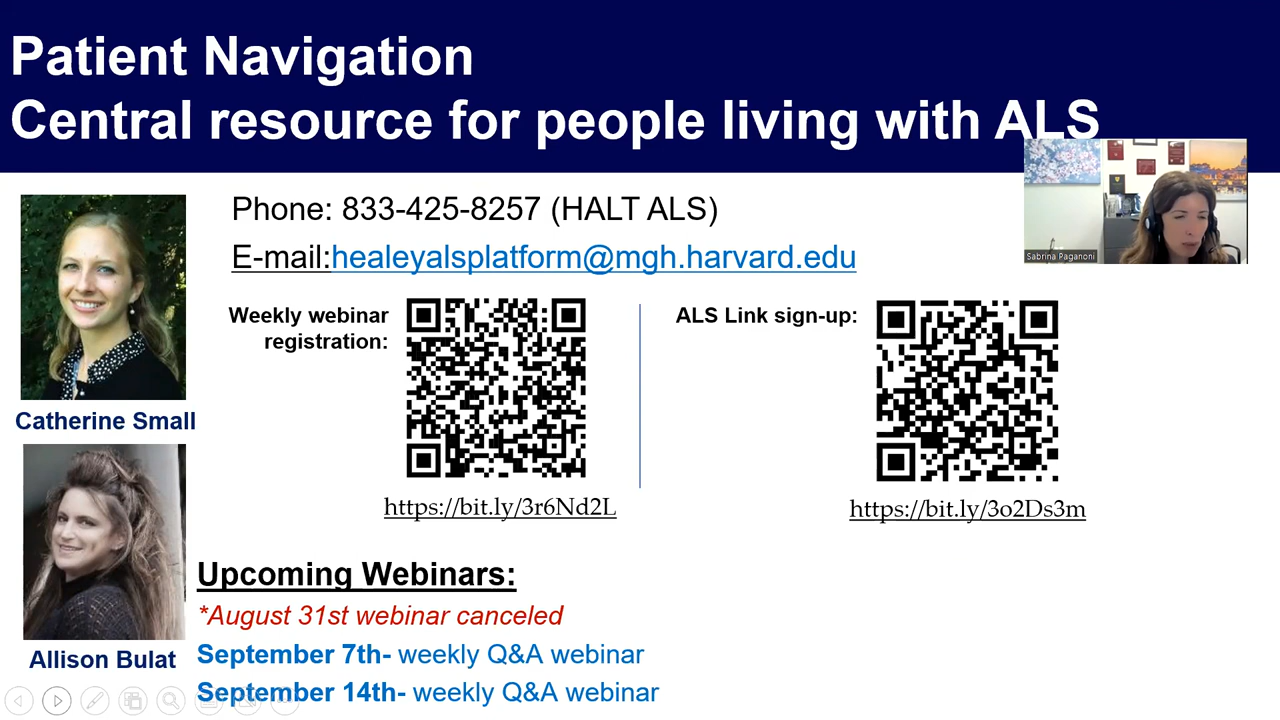 Patient Navigation
Central resource for people living with ALS
Sabrina Paganoni
Phone: 833-425-8257 (HALT ALS)
E-mail:healeyalsplatform@mgh.harvard.edu
Weekly webinar
registration:
ALS Link sign-up:
https://bit.ly/3r6Nd2L
https://bit.ly/3o2Ds3m
Catherine Small
Allison Bulat
Upcoming Webinars:
*August 31st webinar canceled
September 7th- weekly Q&A webinar
September 14th- weekly Q&A webinar